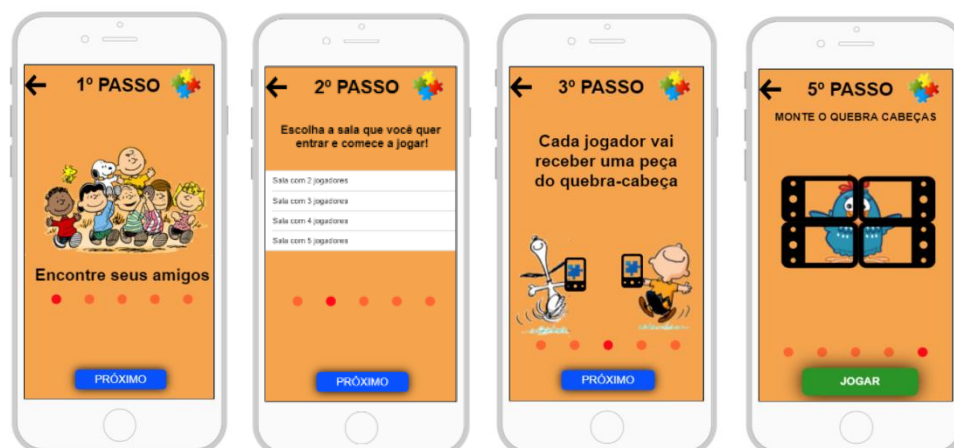 1º PASSO
Encontre seus amigos
PRÓXIMO
2º PASSO
Escolha a sala que você quer
entrar e comece a jogar!
Sala com 2 jogadores
Sala com 3 jogadores
Sala com 4 jogadores
Sala com 5 jogadores
PRÓXIMO
3º PASSO
Cada jogador vai
receber uma peça
do quebra-cabeça
PRÓXIMO
5º PASSO
MONTE O QUEBRA CABEÇAS
JOGAR